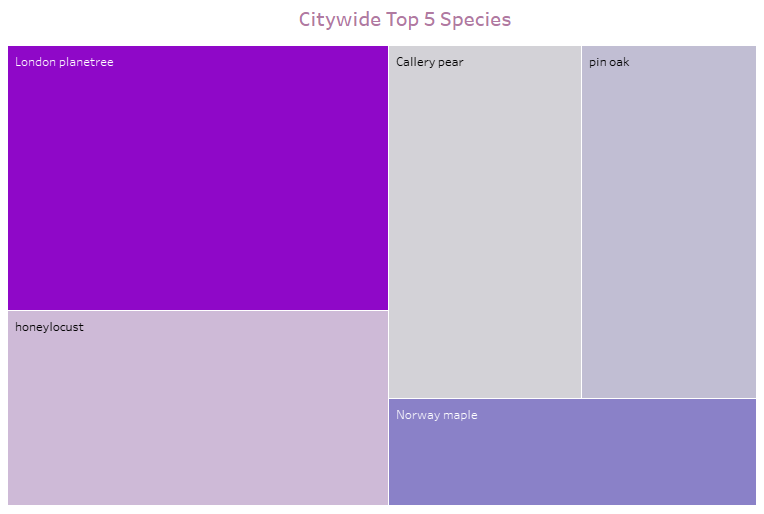 Citywide Top 5 Species
London planetree
Callery pear
pin oak
honeylocust
Norway maple